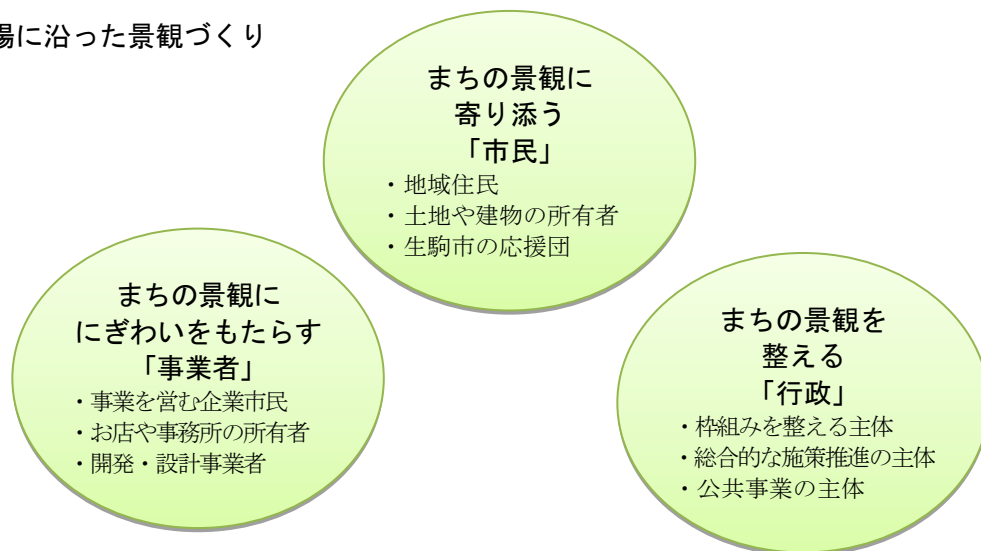 場に沿った景観づくり
まちの景観に
寄り添う
「市民」
・地域住民
・土地や建物の所有者
・生駒市の応援団
まちの景観に
にぎわいをもたらす
「事業者」
・事業を営む企業市民
・お店や事務所の所有者
・開発・設計事業者
まちの景観を
整える
「行政」
・枠組みを整える主体
・総合的な施策推進の主体
・公共事業の主体